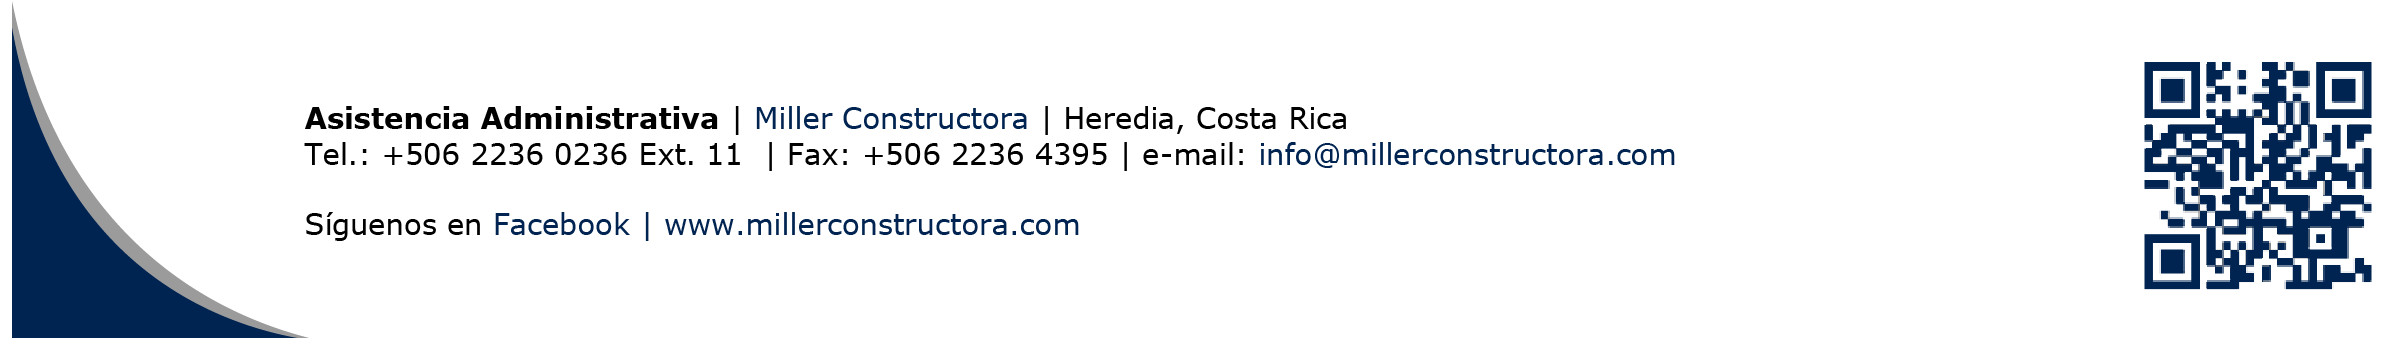 Asistencia Administrativa | Miller Constructora | Heredia, Costa Rica
Tel.: +506 2236 0236 Ext. 11 | Fax: +506 2236 4395 | e-mail: info@millerconstructora.com
Síguenos en Facebook | www.millerconstructora.com